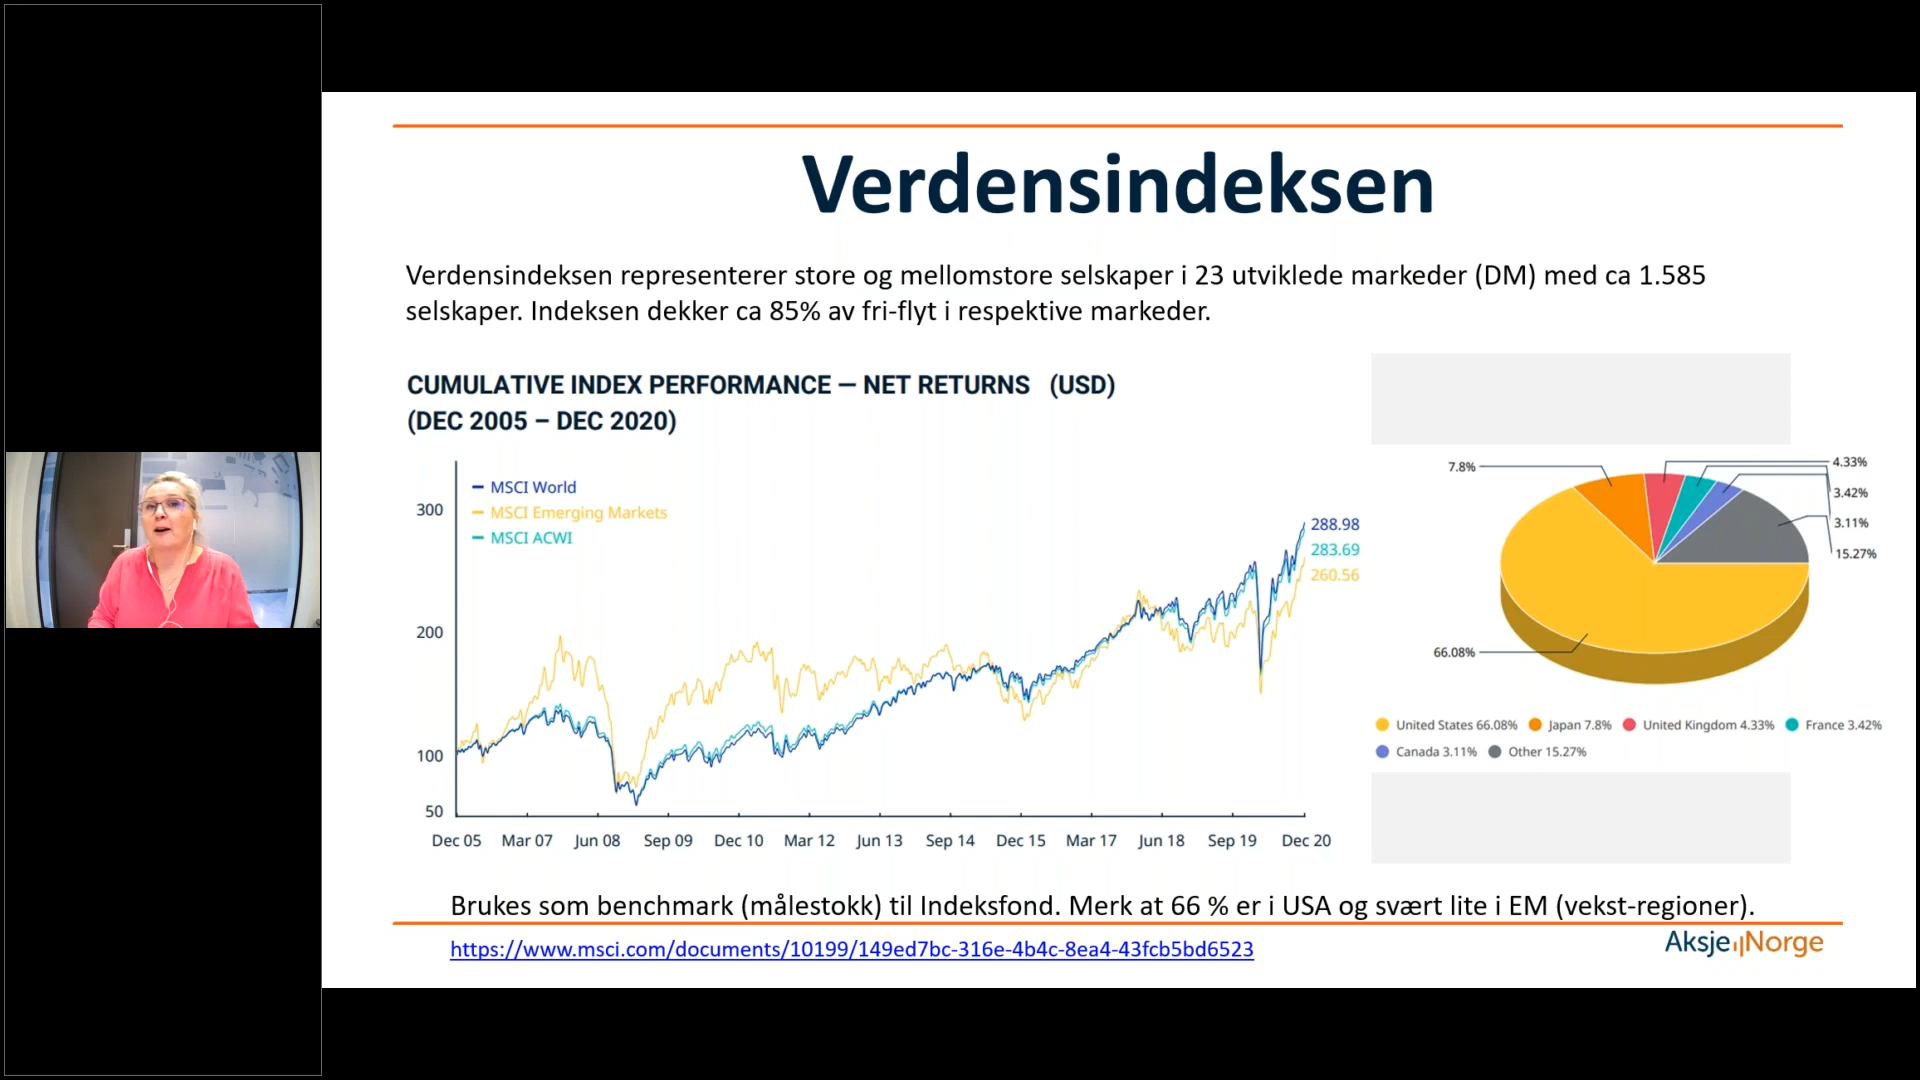 Verdensindeksen
Verdensindeksen representerer store og mellomstore selskaper i 23 utviklede markeder (DM) med ca 1.585
selskaper. Indeksen dekker ca 85% av fri-flyt i respektive markeder.
CUMULATIVE INDEX PERFORMANCE — NET RETURNS (USD)
(DEC 2005 – DEC 2020)
MSCI World
MSCI Emerging Markets
MSCI ACWI
300
200
100
50
288.98
283.69
260.56
Dec 05 Mar 07 Jun 08 Sep 09 Dec 10 Mar 12 Jun 13 Sep 14 Dec 15 Mar 17 Jun 18 Sep 19 Dec 20
7.8%
4.33%
3.42%
3.11%
15.27%
66.08%
United States 66.08% Japan 7.8% United Kingdom 4.33% France 3.42%
Canada 3.11% Other 15.27%
Brukes som benchmark (målestokk) til Indeksfond. Merk at 66 % er i USA og svært lite i EM (vekst-regioner).
https://www.msci.com/documents/10199/149ed7bc-316e-4b4c-8ea4-43fcb5bd6523
AksjeNorge